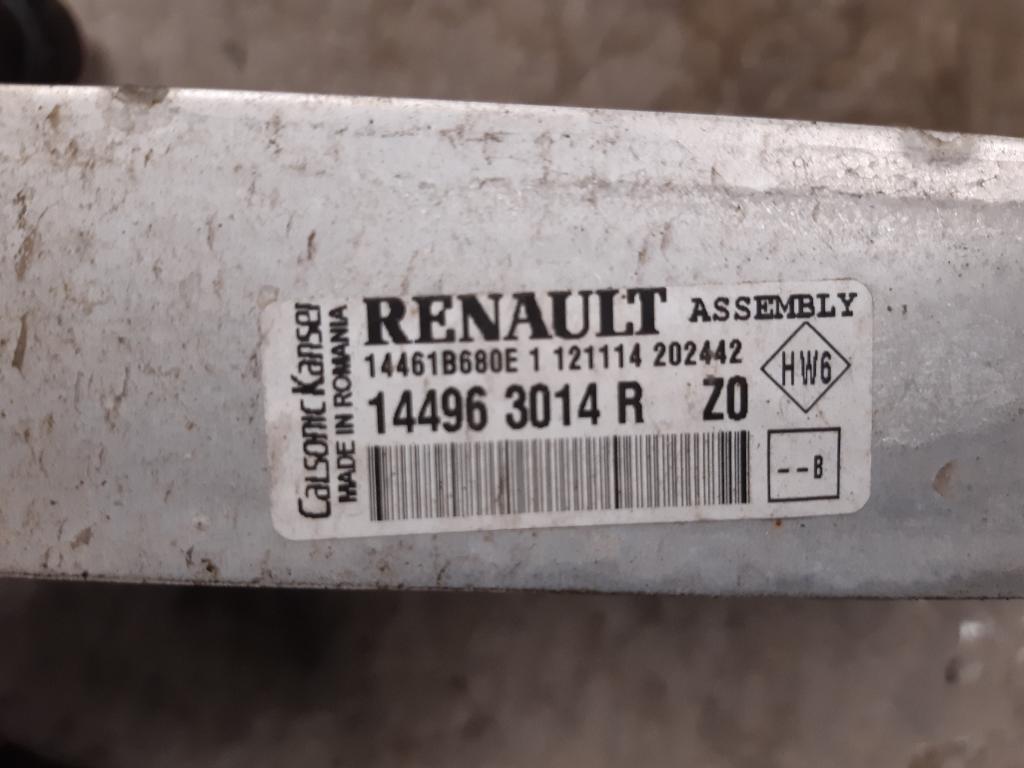 Calsonic Kansei
MADE IN ROMANIA
RENAULT ASSEMBLY
14461B680E 1 121114 202442
14496 3014 R Z0
HW6
--B